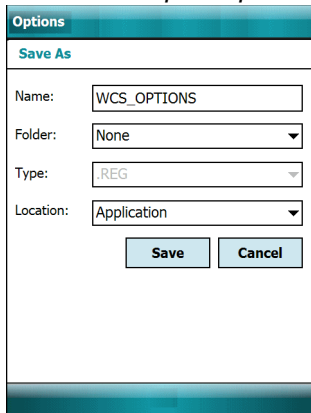 Options
Save As
Name: WCS_OPTIONS
Folder: None
Type: .REG
Location: Application
Save Cancel